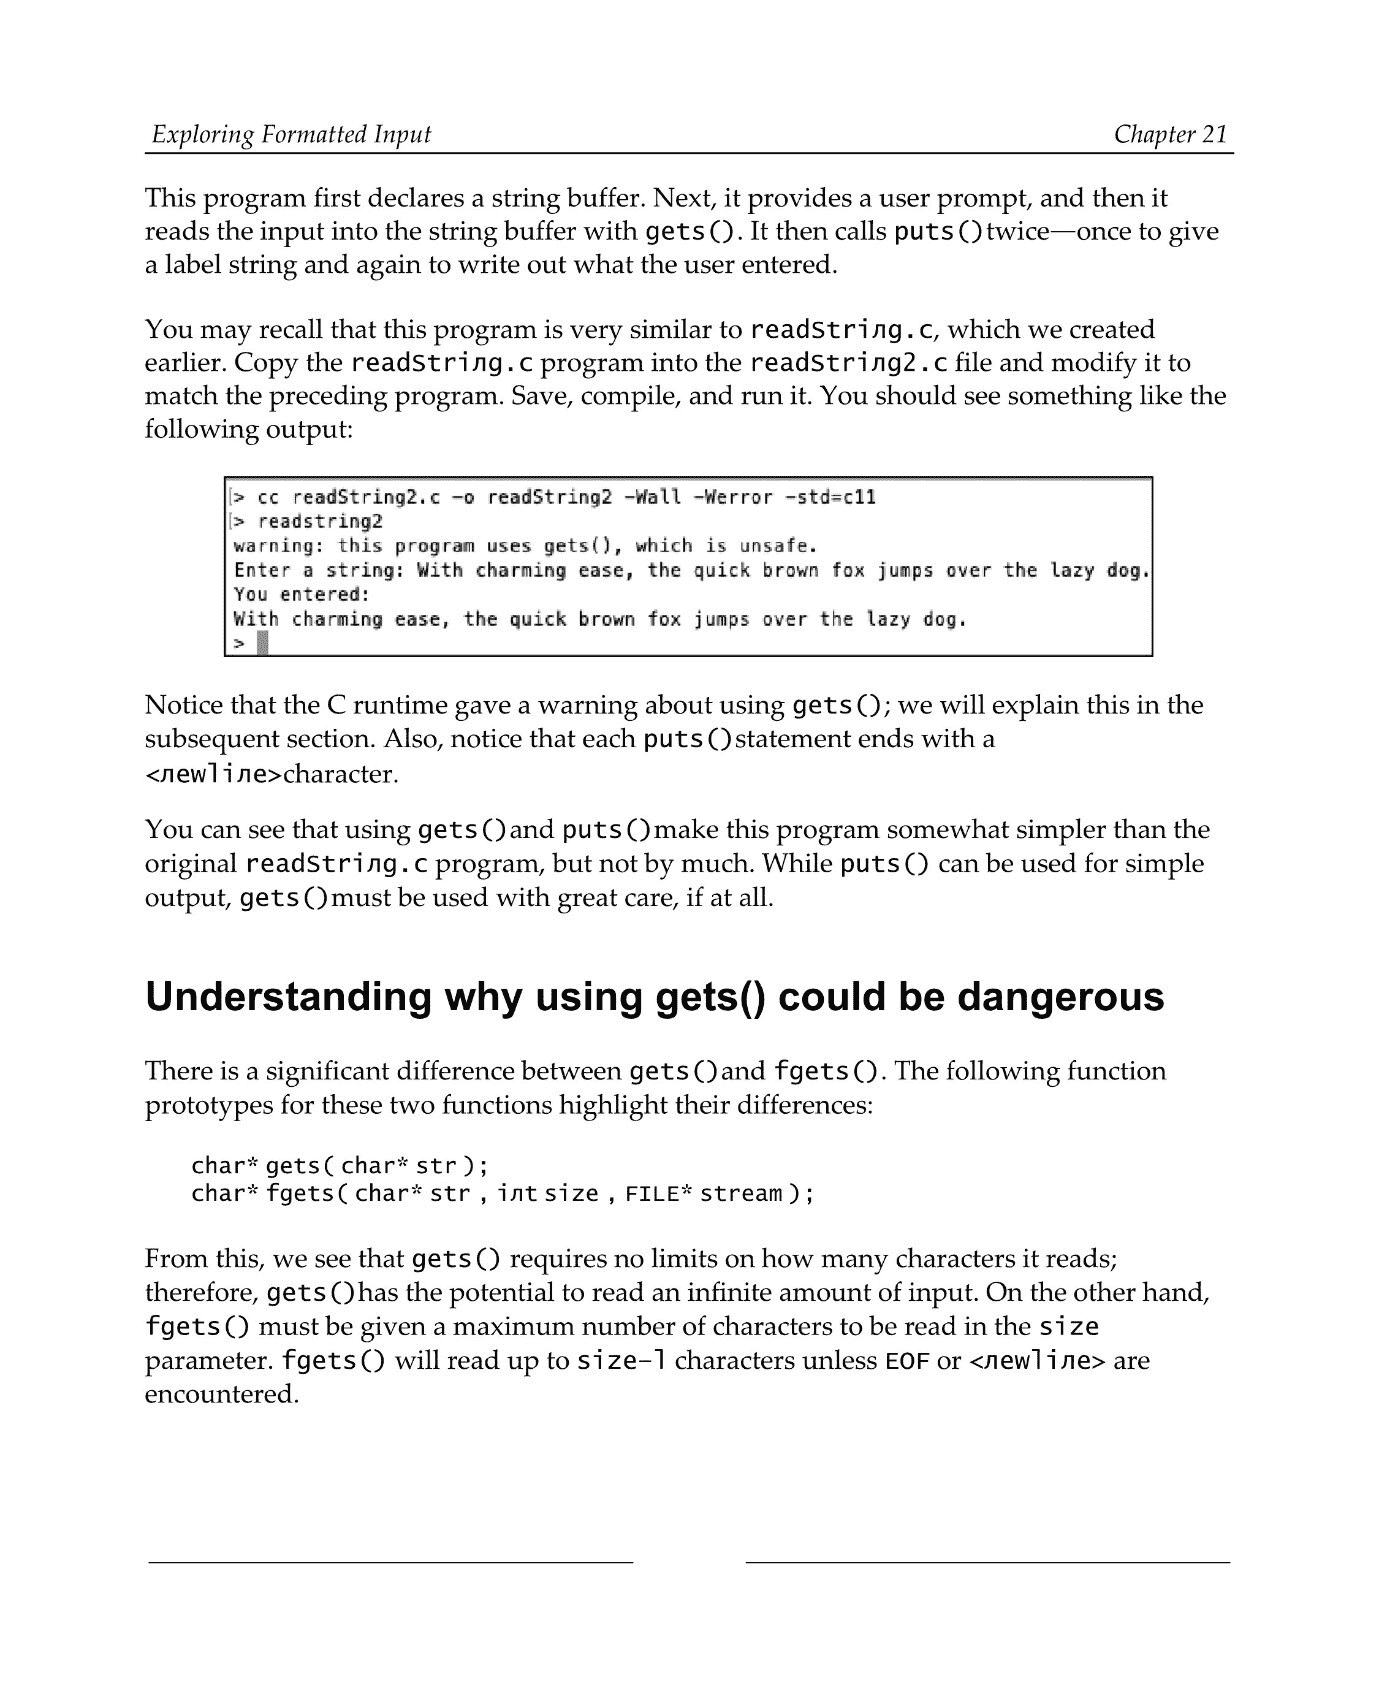 Exploring Formatted Input Chapter 21
This program first declares a string buffer. Next, it provides a user prompt, and then it
reads the input into the string buffer with gets(). It then calls puts()twice—once to give
a label string and again to write out what the user entered.
You may recall that this program is very similar to readString.c, which we created
earlier. Copy the readString.c program into the readString2.c file and modify it to
match the preceding program. Save, compile, and run it. You should see something like the
following output:
[> cc readString2.c -o readString2 -Wall -Werror -std=c11
[> readstring2
warning: this program uses gets(), which is unsafe.
Enter a string: With charming ease, the quick brown fox jumps over the lazy dog.
You entered:
With charming ease, the quick brown fox jumps over the lazy dog.
>
Notice that the C runtime gave a warning about using gets(); we will explain this in the
subsequent section. Also, notice that each puts()statement ends with a
<newline>character.
You can see that using gets()and puts()make this program somewhat simpler than the
original readString.c program, but not by much. While puts() can be used for simple
output, gets()must be used with great care, if at all.
Understanding why using gets() could be dangerous
There is a significant difference between gets()and fgets(). The following function
prototypes for these two functions highlight their differences:
char* gets( char* str );
char* fgets( char* str , int size , FILE* stream );
From this, we see that gets() requires no limits on how many characters it reads;
therefore, gets()has the potential to read an infinite amount of input. On the other hand,
fgets() must be given a maximum number of characters to be read in the size
parameter. fgets() will read up to size-1 characters unless EOF or <newline> are
encountered.